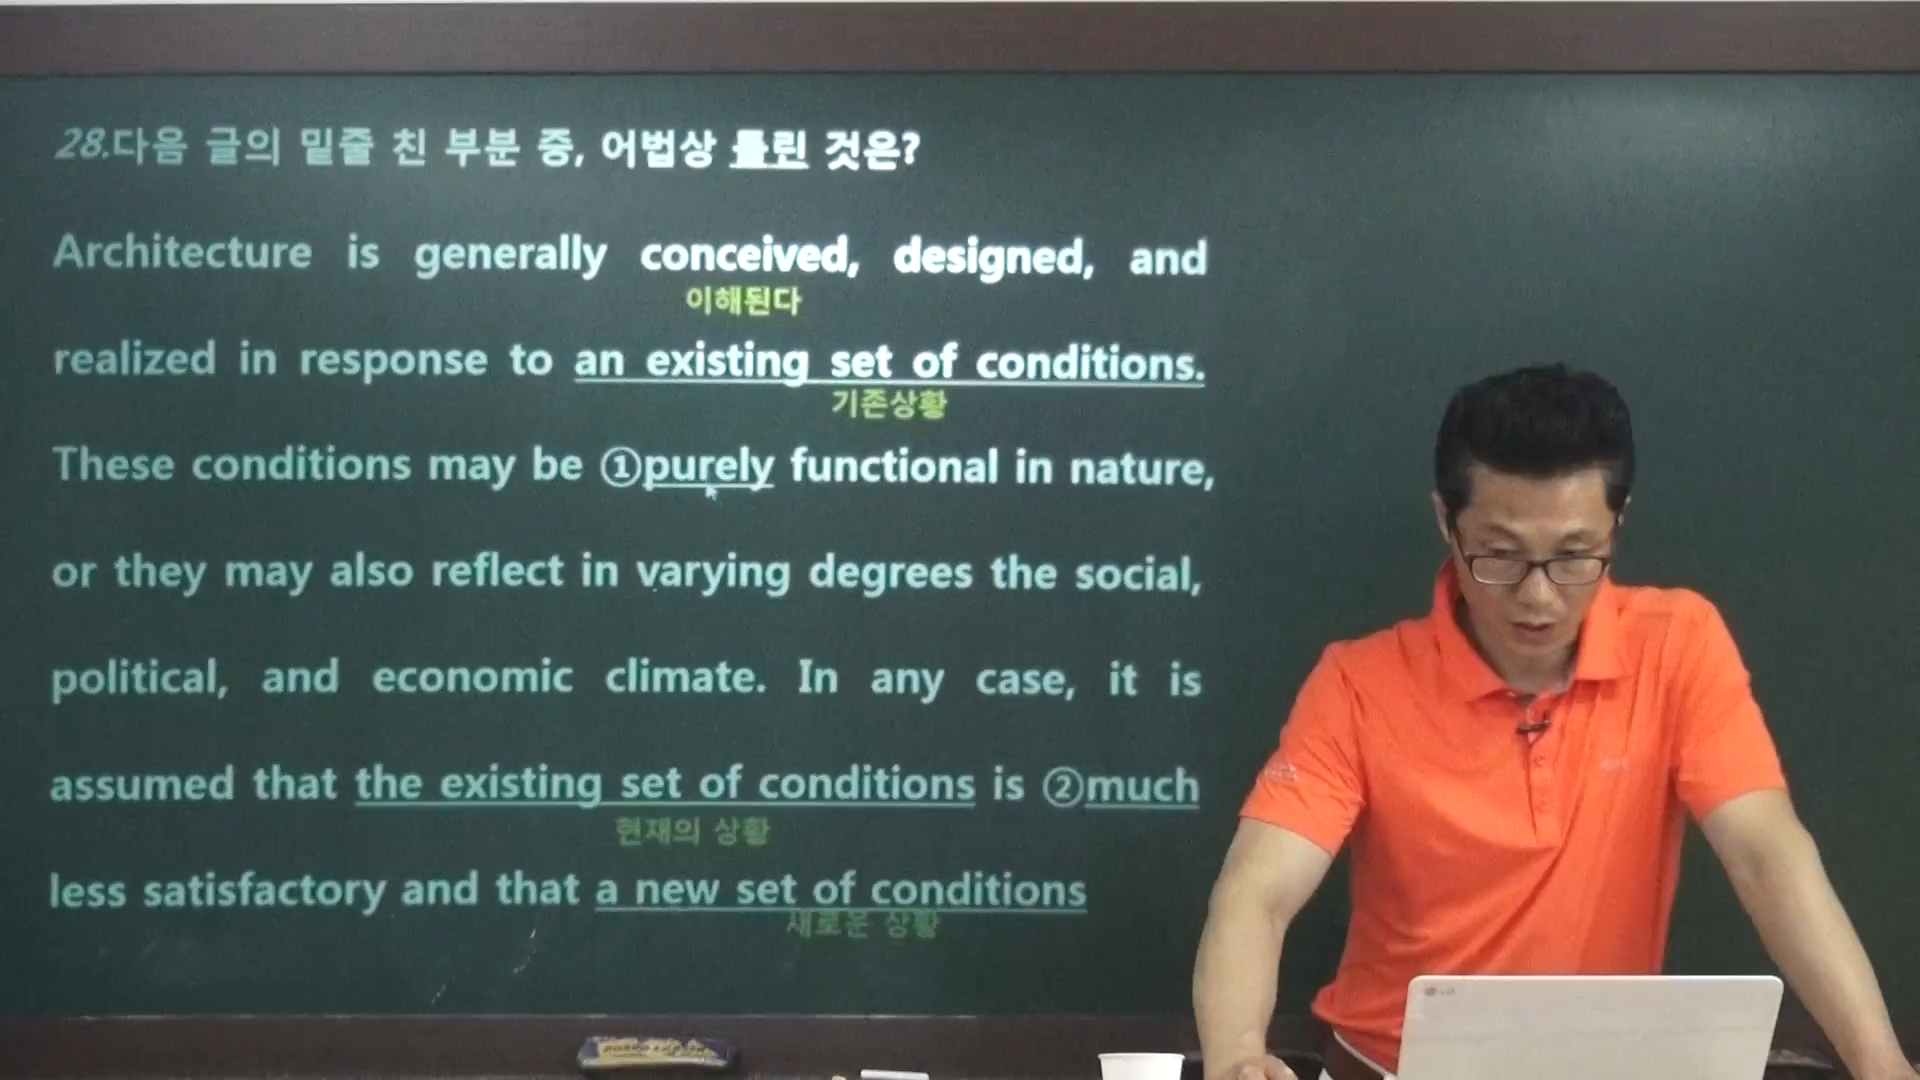 28.다음 글의 밑줄 친 부분 중, 어법상 틀린 것은?
Architecture is generally conceived, designed, and
이해된다
realized in response to an existing set of conditions.
기존상황
These conditions may be ①purely functional in nature,
or they may also reflect in varying degrees the social,
political, and economic climate. In any case, it is
assumed that the existing set of conditions is ②much
현재의 상황
less satisfactory and that a new set of conditions
새로운 상황
LG